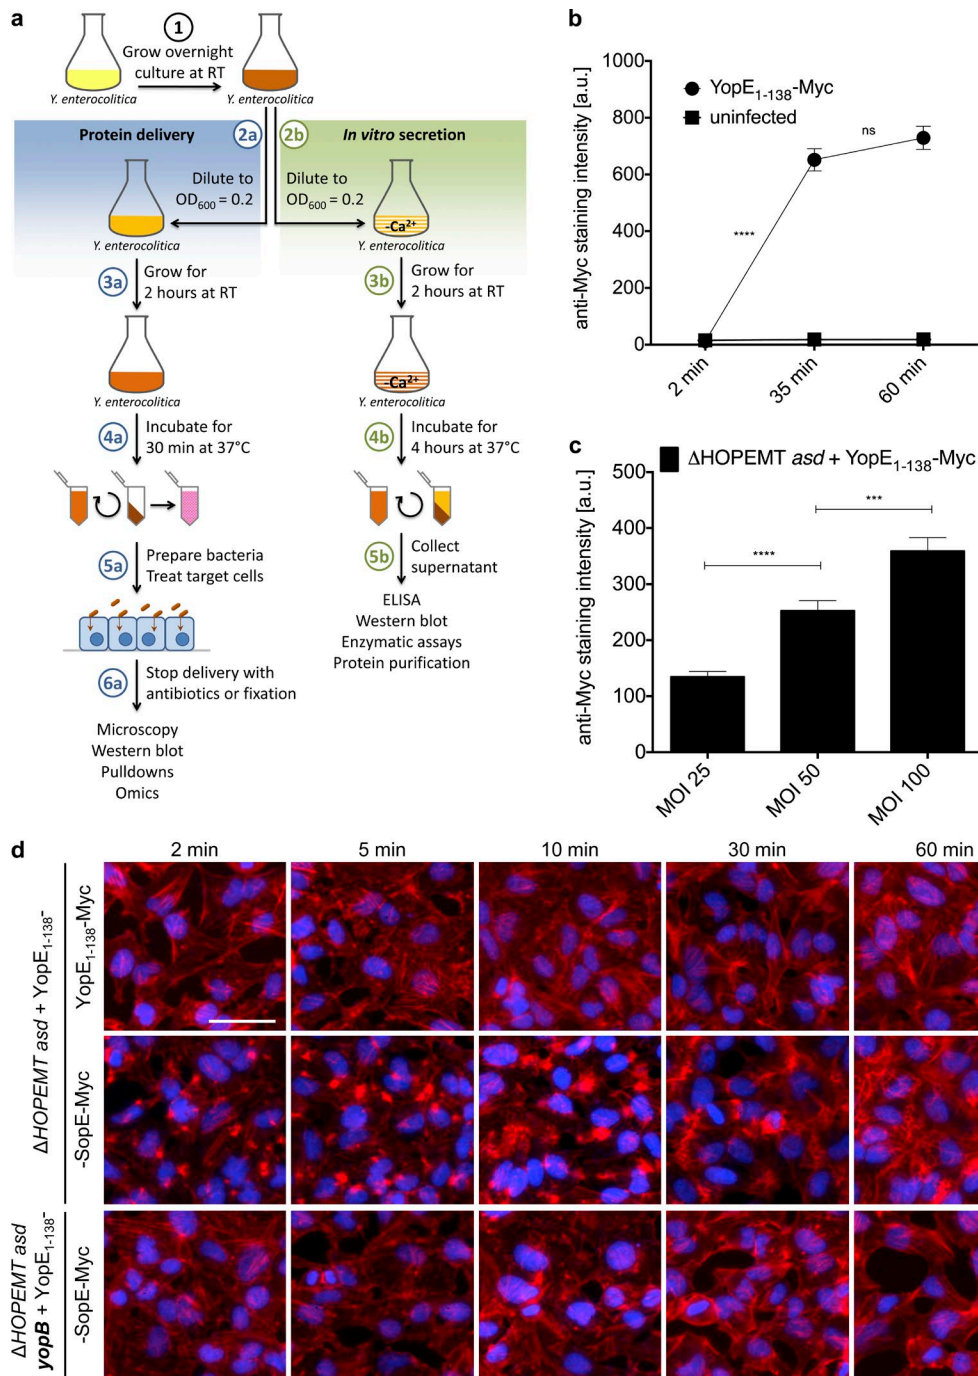 a
1
Grow overnight
culture at RT
Y. enterocolitica
Y. enterocolitica
Protein delivery
2a
2b
In vitro secretion
Dilute to
OD600 = 0.2
Dilute to
OD600 = 0.2
-Ca2+
Y. enterocolitica
Y. enterocolitica
3a
Grow for
2 hours at RT
3b
Grow for
2 hours at RT
-Ca2+
Y. enterocolitica
Y. enterocolitica
4a
Incubate for
30 min at 37°C
4b
Incubate for
4 hours at 37°C
5a
Prepare bacteria
Treat target cells
5b
Collect
supernatant
ELISA
Western blot
Enzymatic assays
Protein purification
6a
Stop delivery with
antibiotics or fixation
Microscopy
Western blot
Pulldowns
Omics
b
anti-Myc staining intensity [a.u.]
1000
800
600
400
200
0
YopE1-138-Myc
uninfected
ns
****
2 min
35 min
60 min
c
ΔHOPEMT asd + YopE1-138-Myc
anti-Myc staining intensity [a.u.]
500
400
300
200
100
0
***
****
MOI 25
MOI 50
MOI 100
d
2 min
5 min
10 min
30 min
60 min
ΔHOPEMT asd + YopE1-138-
YopE1-138-Myc
-SopE-Myc
ΔHOPEMT asd
yopB + YopE1-138-
-SopE-Myc